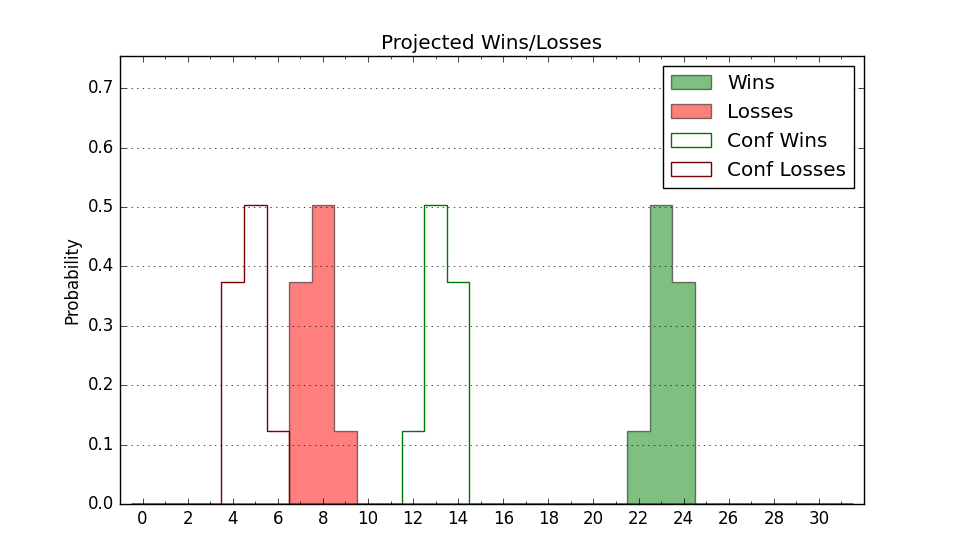 Projected Wins/Losses
Wins
Losses
Conf Wins
Conf Losses
Probability
0.7
0.6
0.5
0.4
0.3
0.2
0.1
0.0
0 2 4 6 8 10 12 14 16 18 20 22 24 26 28 30